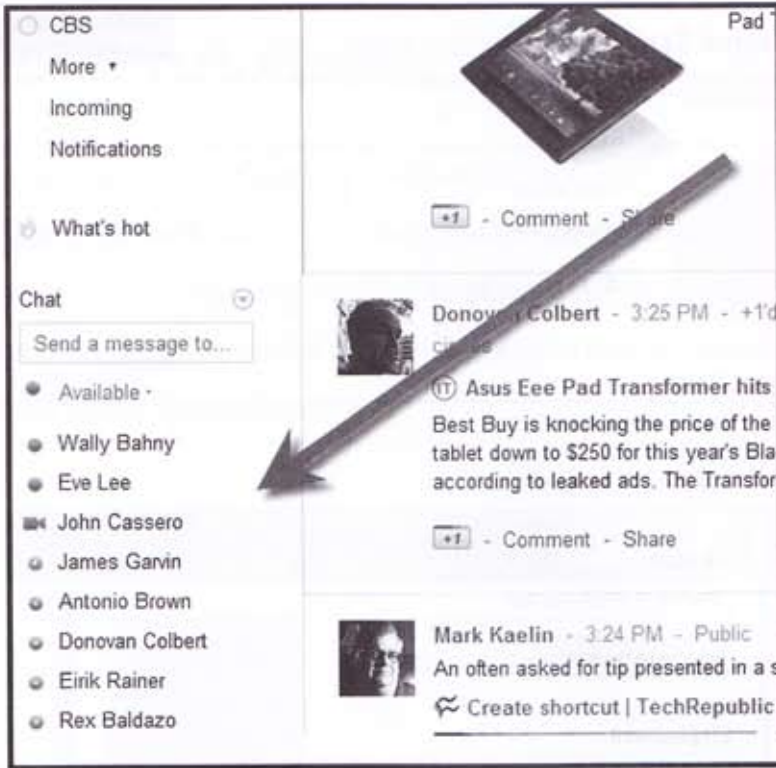 CBS
More
Incoming
Notifications
What's hot
Chat
Send a message to...
Available
Wally Bahny
Eve Lee
John Cassero
James Garvin
Antonio Brown
Donovan Colbert
Eirik Rainer
Rex Baldazo
Pad
+1 - Comment - Share
Donovan Colbert - 3:25 PM - +1'd
Asus Eee Pad Transformer hits
Best Buy is knocking the price of the
tablet down to $250 for this year's Bla
according to leaked ads. The Transfor
+1 - Comment - Share
Mark Kaelin - 3:24 PM - Public
An often asked for tip presented in a s
Create shortcut | TechRepublic